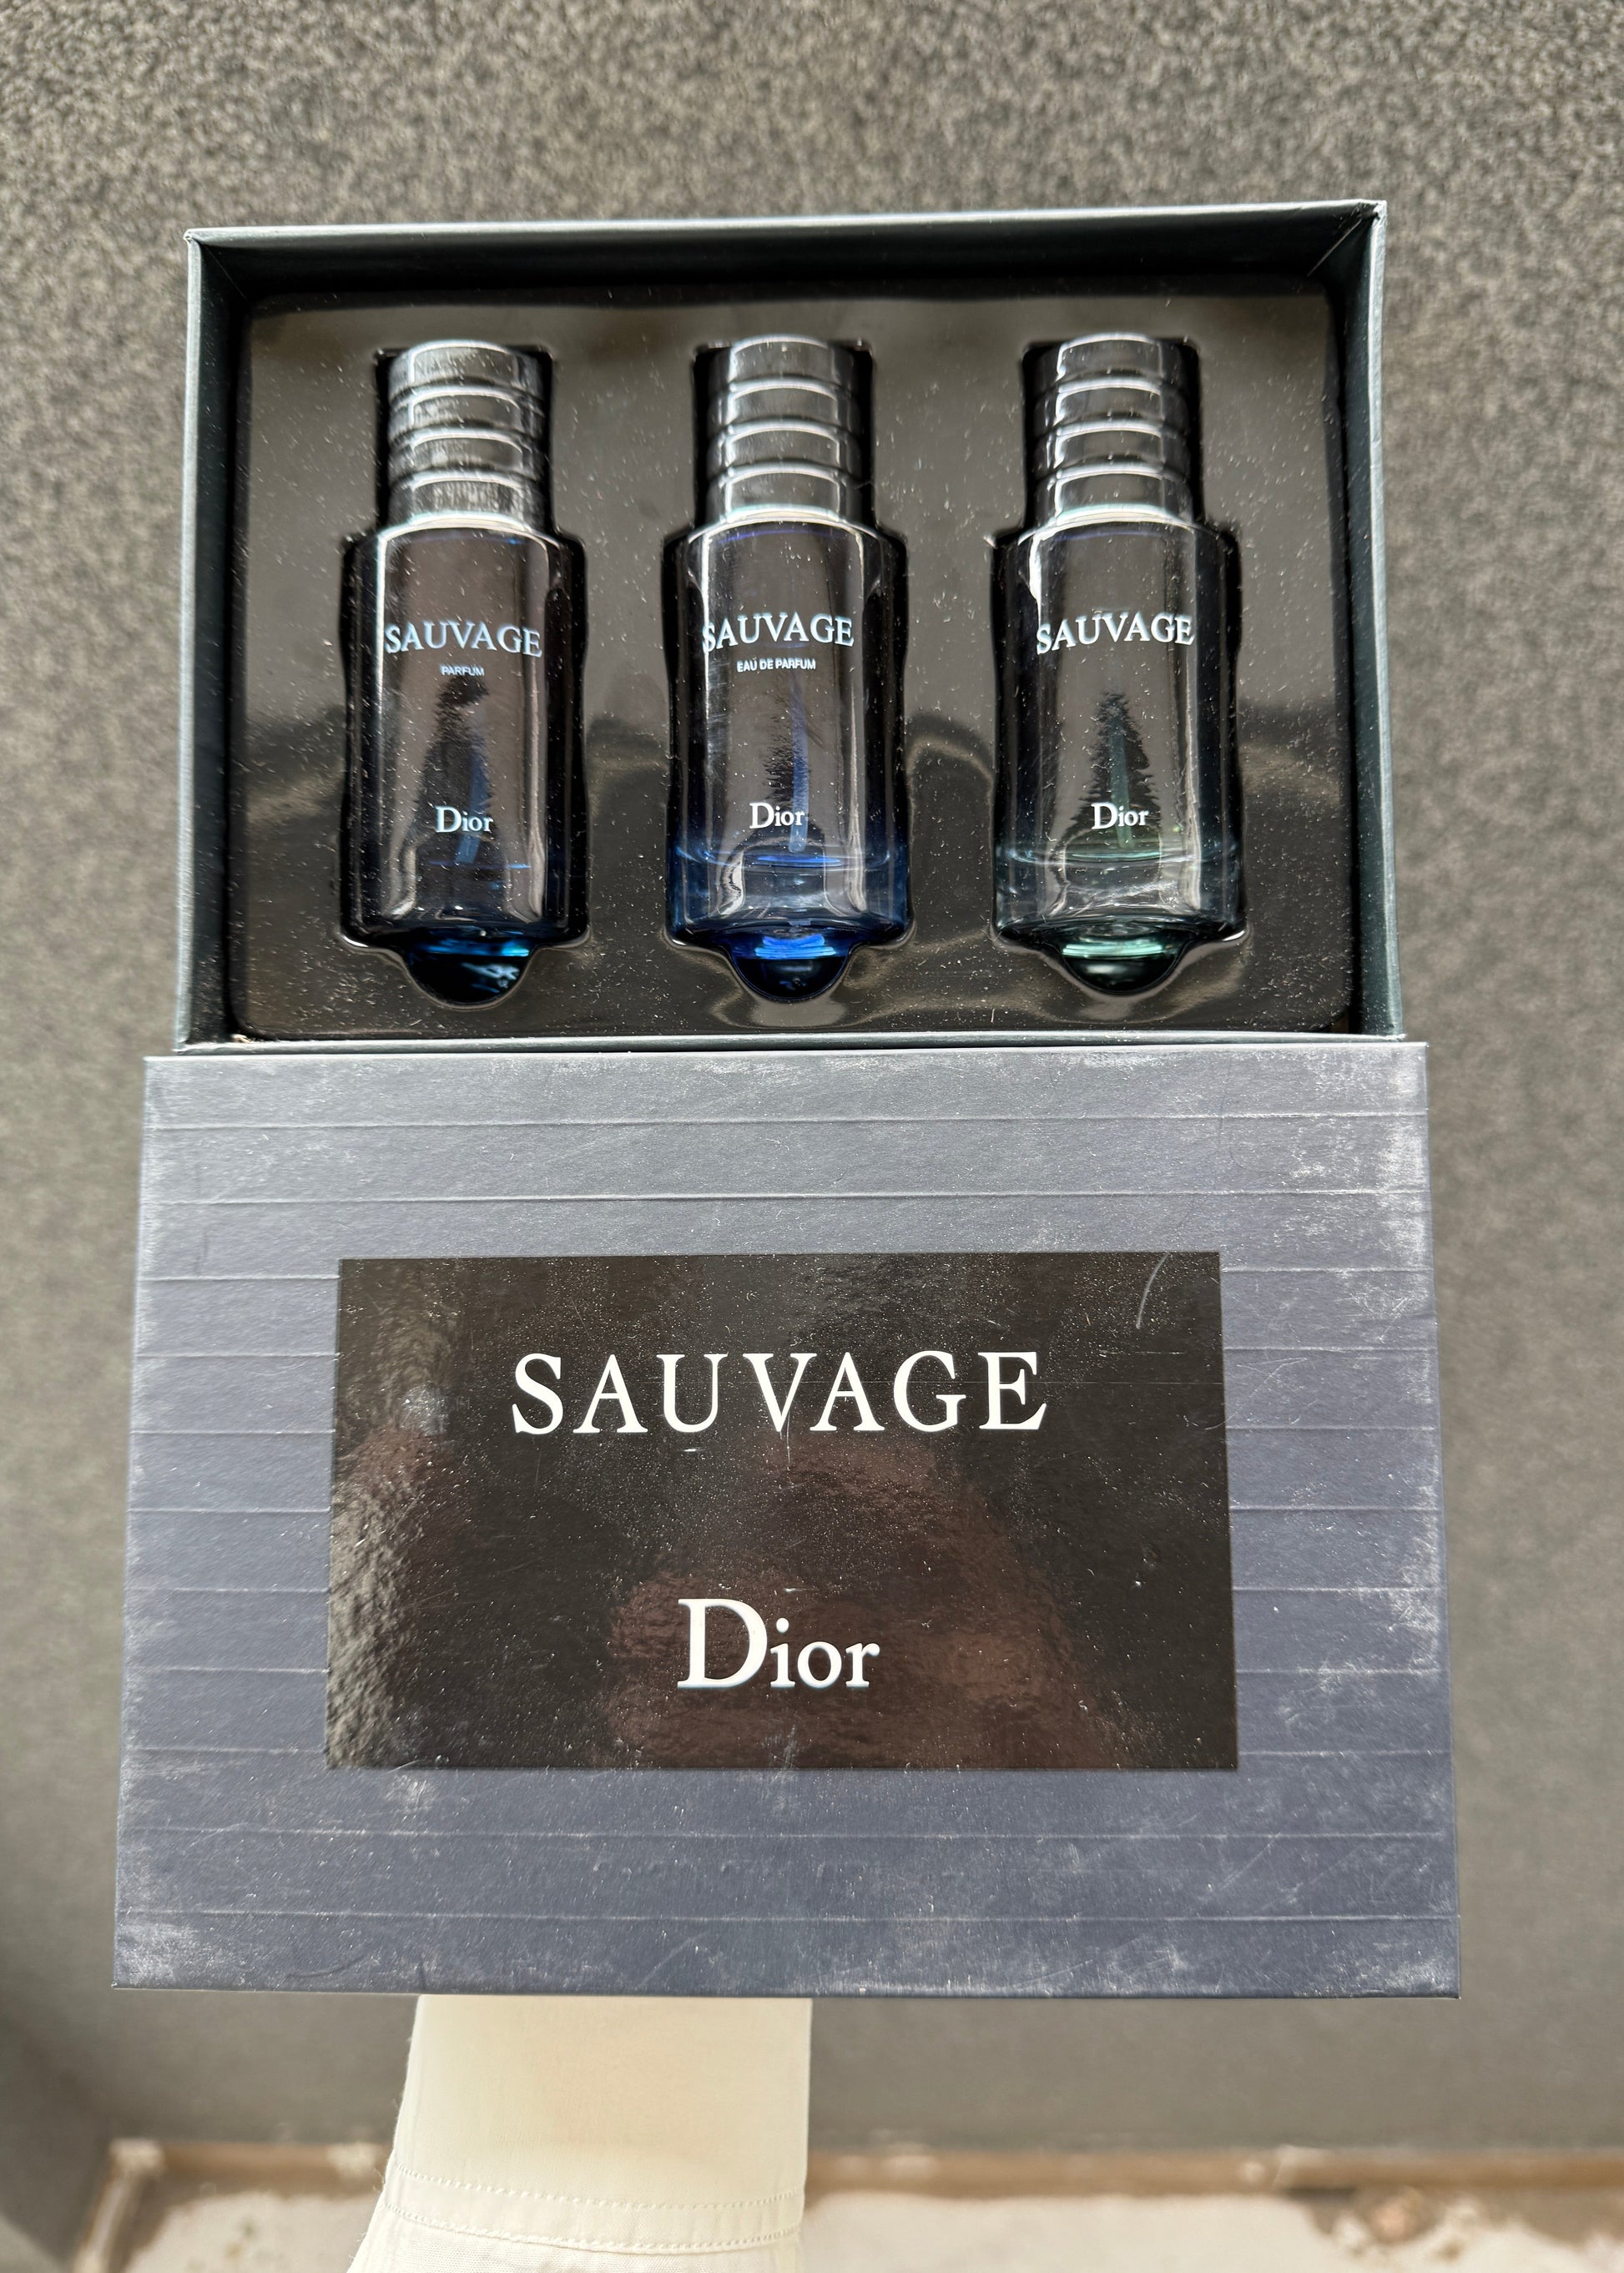 SAUVAGE
PARFUM
Dior
SAUVAGE
EAU DE PARFUM
Dior
SAUVAGE
Dior
SAUVAGE
Dior